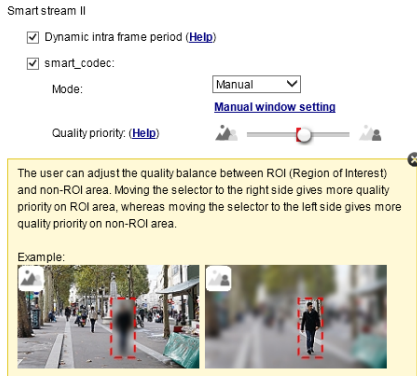 Smart stream II
Dynamic intra frame period (Help)
smart_codec:
Mode:
Manual
Manual window setting
Quality priority: (Help)
The user can adjust the quality balance between ROI (Region of Interest)
and non-ROI area. Moving the selector to the right side gives more quality
priority on ROI area, whereas moving the selector to the left side gives more
quality priority on non-ROI area.
Example: